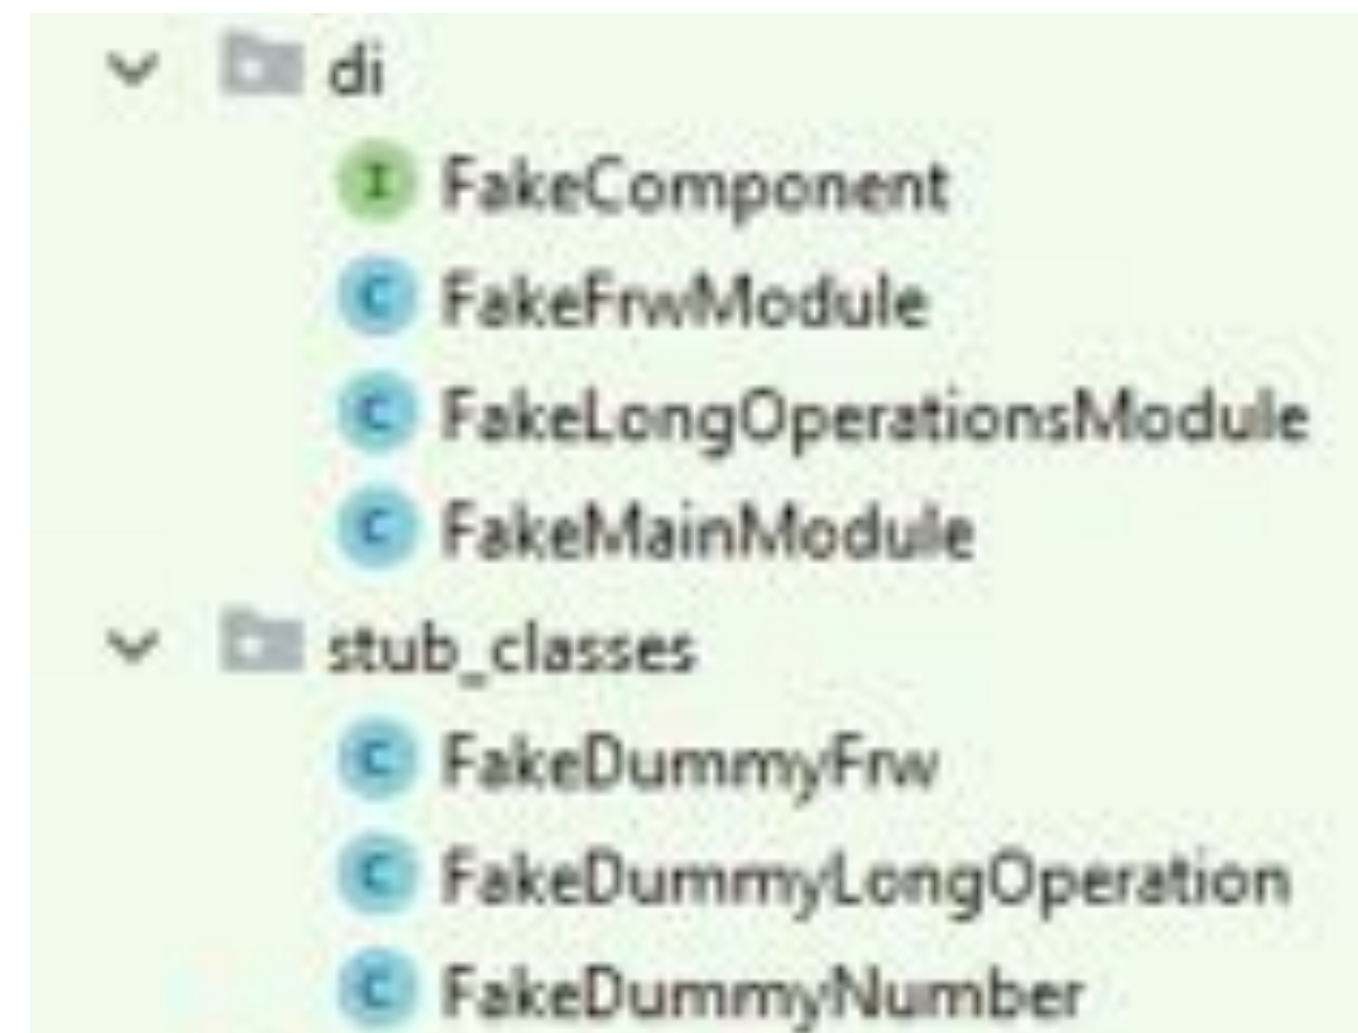 di
I FakeComponent
C FakeFrwModule
C FakeLongOperationsModule
C FakeMainModule
stub_classes
C FakeDummyFrw
C FakeDummyLongOperation
C FakeDummyNumber